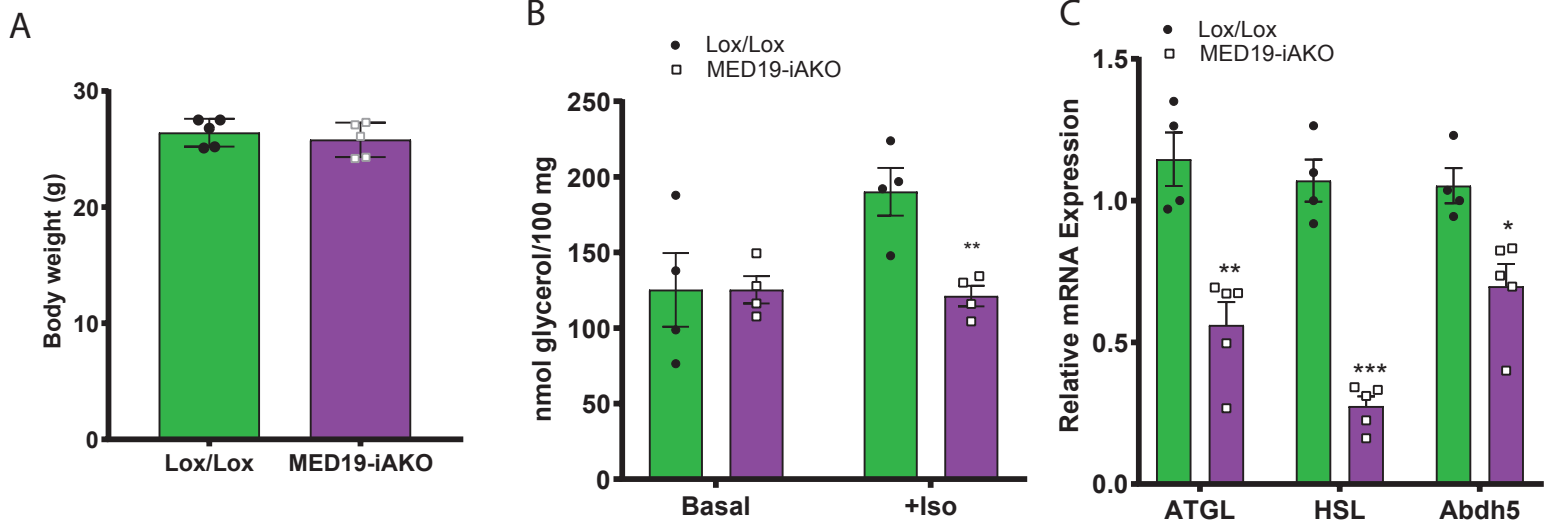 A
Body weight (g)
30
20
10
0
Lox/Lox MED19-iAKO
B
Lox/Lox
MED19-iAKO
nmol glycerol/100 mg
250
200
150
100
50
0
**
Basal +Iso
C
Lox/Lox
MED19-iAKO
Relative mRNA Expression
1.5
1.0
0.5
0.0
**
***
*
ATGL HSL Abdh5